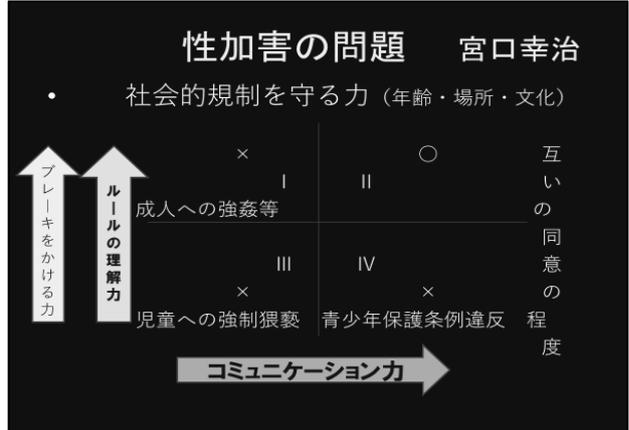 性加害の問題　宮口幸治
・ 社会的規制を守る力（年齢・場所・文化）
ブレーキをかける力
ルールの理解力
× 〇
Ⅰ Ⅱ
成人への強姦等
Ⅲ Ⅳ
× ×
児童への強制猥褻 青少年保護条例違反
互いの同意の程度
コミュニケーション力